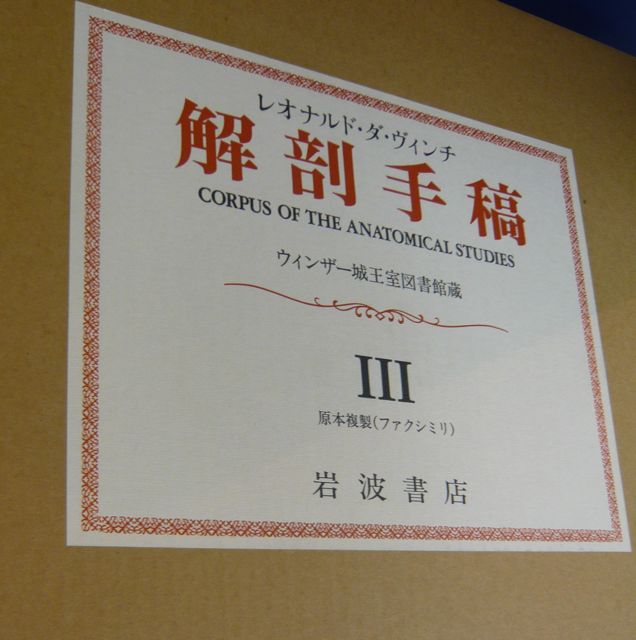 レオナルド・ダ・ヴィンチ
解剖手稿
CORPUS OF THE ANATOMICAL STUDIES
ウィンザー城王室図書館蔵
III
原本複製(ファクシミリ)
岩波書店